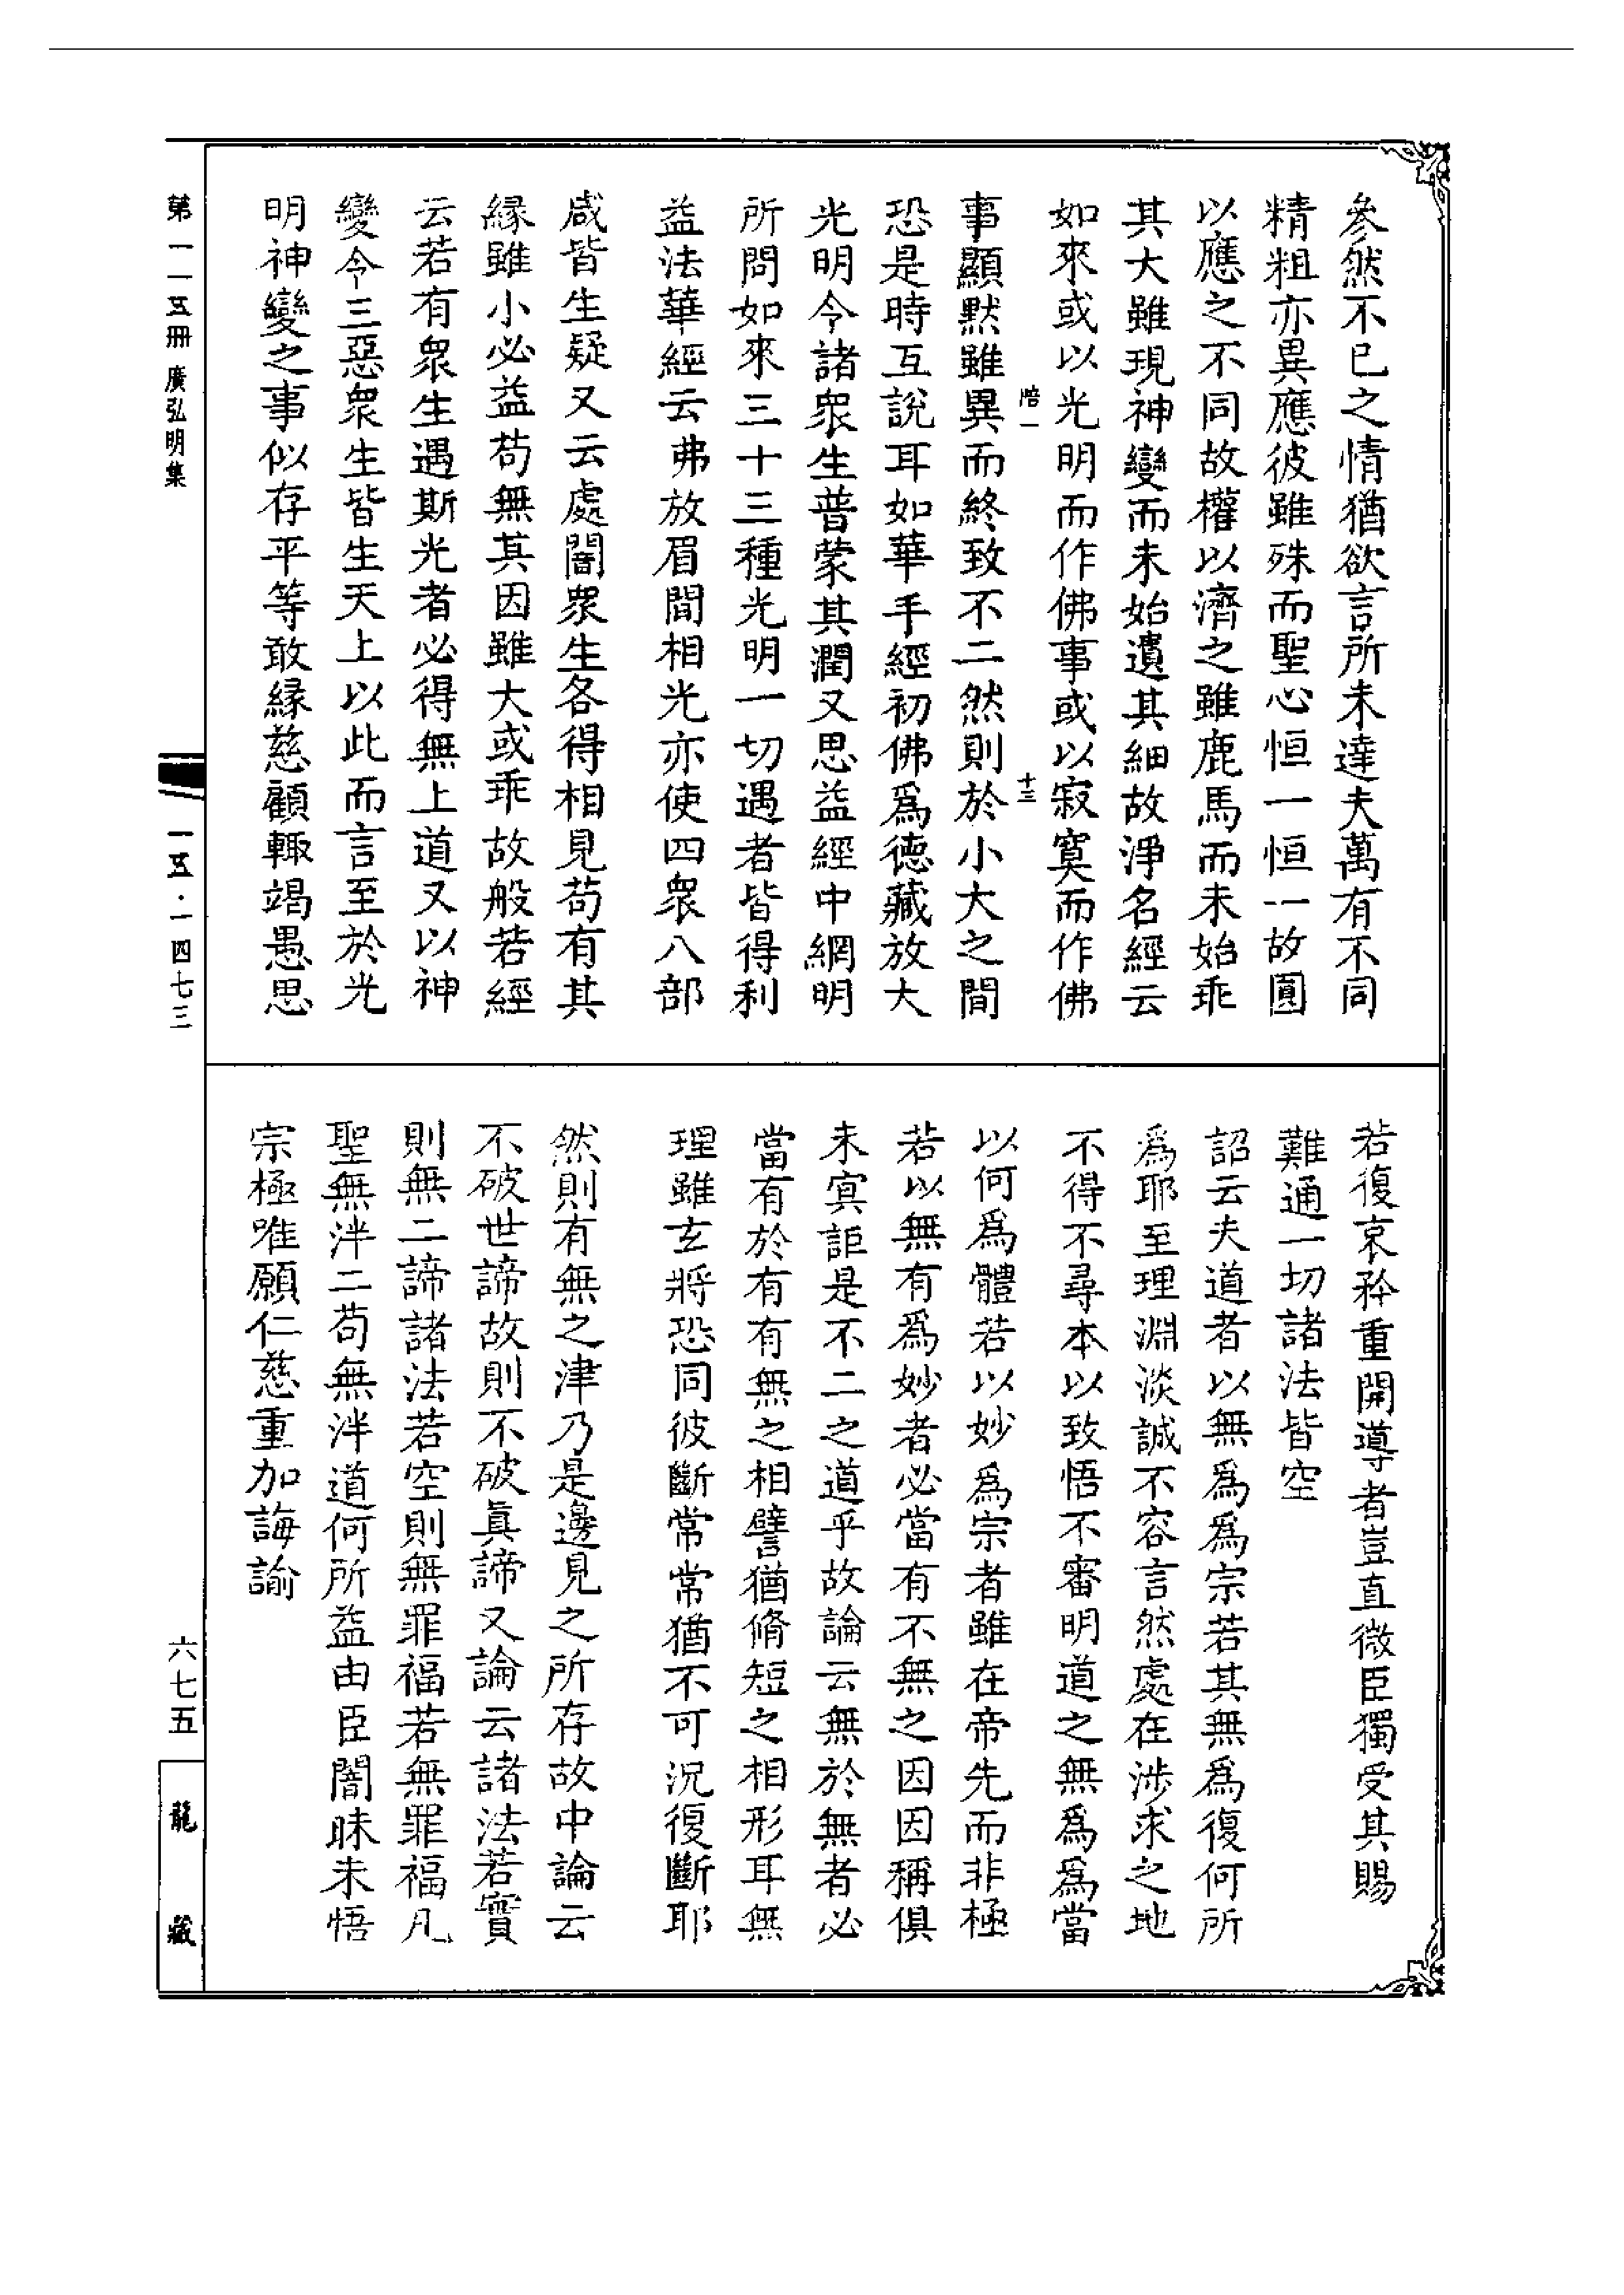 參然不已之情猶欲言所未達夫萬有不同
精粗亦異應彼雖殊而聖心恒一恒一故圓
以應之不同故權以濟之雖鹿馬而未始乖
其大雖現神變而未始遺其細故淨名經云
如來或以光明而作佛事或以寂寞而作佛
陪一
十三
事顯默雖異而終致不二然則於小大之間
恐是時互說耳如華手經初佛爲德藏放大
光明令諸衆生普蒙其潤又思益經中網明
所問如來三十三種光明一切遇者皆得利
益法華經云弗放眉間相光亦使四衆八部
咸皆生疑又云處闇衆生各得相見苟有其
緣雖小必益苟無其因雖大或乖故般若經
云若有衆生遇斯光者必得無上道又以神
變令三惡衆生皆生天上以此而言至於光
明神變之事似存平等敢緣慈顧輒竭愚思
若復哀矜重開導者豈直微臣獨受其賜
難通一切諸法皆空
詔云夫道者以無爲爲宗若其無爲復何所
爲耶至理淵淡誠不容言然處在涉求之地
不得不尋本以致悟不審明道之無爲爲當
以何爲體若以妙爲宗者雖在帝先而非極
若以無有爲妙者必當有不無之因因稱俱
未冥詎是不二之道乎故論云無於無者必
當有於有有無之相譬猶脩短之相形耳無
理雖玄將恐同彼斷常常猶不可況復斷耶
然則有無之津乃是邊見之所存故中論云
不破世諦故則不破眞諦又論云諸法若實
則無二諦諸法若空則無罪福若無罪福凡
聖無泮二苟無泮道何所益由臣闇昧未悟
宗極唯願仁慈重加誨諭
第一一五冊 廣弘明集
一五·一四七三
六七五
龍藏